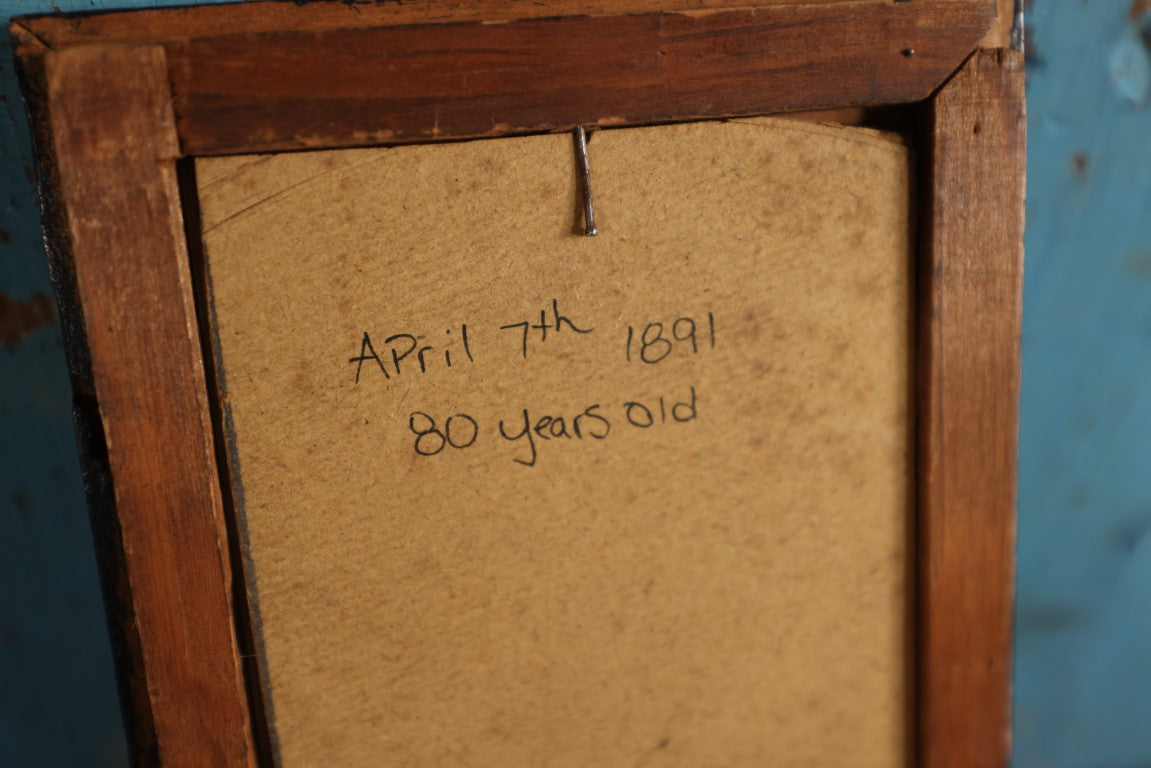 April 7th 1891
80 years old